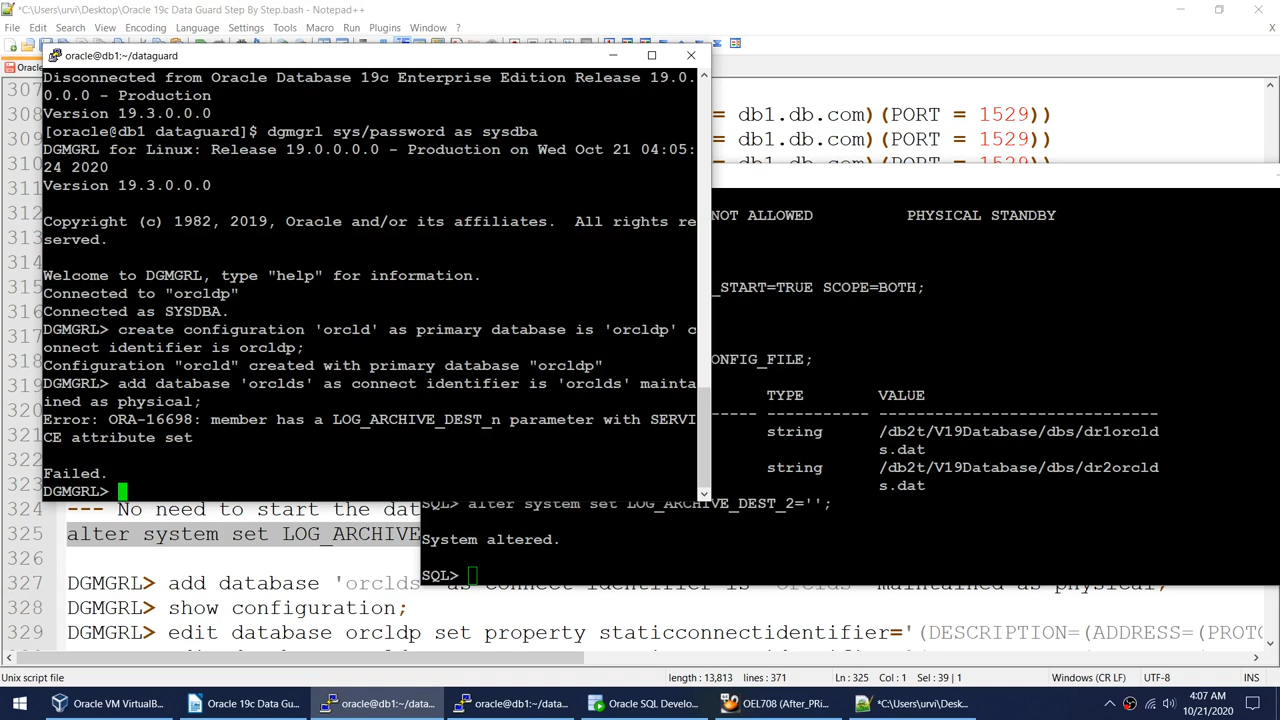 *C:\Users\urvi\Desktop\Oracle 19c Data Guard Step By Step.bash - Notepad++
File Edit Search View Encoding Language Settings Tools Macro Run Plugins Window ?
Oracle
oracle@db1:~/dataguard
Disconnected from Oracle Database 19c Enterprise Edition Release 19.0.
0.0.0 - Production
Version 19.3.0.0.0
[oracle@db1 dataguard]$ dgmgrl sys/password as sysdba
DGMGRL for Linux: Release 19.0.0.0.0 - Production on Wed Oct 21 04:05:
24 2020
Version 19.3.0.0.0
Copyright (c) 1982, 2019, Oracle and/or its affiliates.  All rights re
served.
Welcome to DGMGRL, type "help" for information.
Connected to "orcldp"
Connected as SYSDBA.
DGMGRL> create configuration 'orcld' as primary database is 'orcldp' c
onnect identifier is orcldp;
Configuration "orcld" created with primary database "orcldp"
DGMGRL> add database 'orclds' as connect identifier is 'orclds' mainta
ined as physical;
Error: ORA-16698: member has a LOG_ARCHIVE_DEST_n parameter with SERVI
CE attribute set
Failed.
DGMGRL>
307
308
309
310
311
312
313
314
315
316
317
318
319
320
321
322
323
= db1.db.com)(PORT = 1529))
= db1.db.com)(PORT = 1529))
= db1.db.com)(PORT = 1529))
NOT ALLOWED PHYSICAL STANDBY
_START=TRUE SCOPE=BOTH;
ONFIG_FILE;
TYPE VALUE
----- ----------- ------------------------------
string /db2t/V19Database/dbs/dr1orcld
s.dat
string /db2t/V19Database/dbs/dr2orcld
s.dat
SQL> alter system set LOG_ARCHIVE_DEST_2='';
System altered.
SQL>
324 --- No need to start the dat
325 alter system set LOG_ARCHIVE
326
327 DGMGRL> add database 'orclds' as connect identifier is 'orclds' maintained as physical;
328 DGMGRL> show configuration;
329 DGMGRL> edit database orcldp set property staticconnectidentifier='(DESCRIPTION=(ADDRESS=(PROTO
Unix script file length : 13,813 lines : 371 Ln : 325 Col : 1 Sel : 39 | 1 Windows (CR LF) UTF-8 INS
Oracle VM VirtualB...
Oracle 19c Data Gu...
oracle@db1:~/data...
oracle@db1:~/data...
Oracle SQL Develo...
OEL708 (After_PRi...
*C:\Users\urvi\Desk...
4:07 AM
10/21/2020